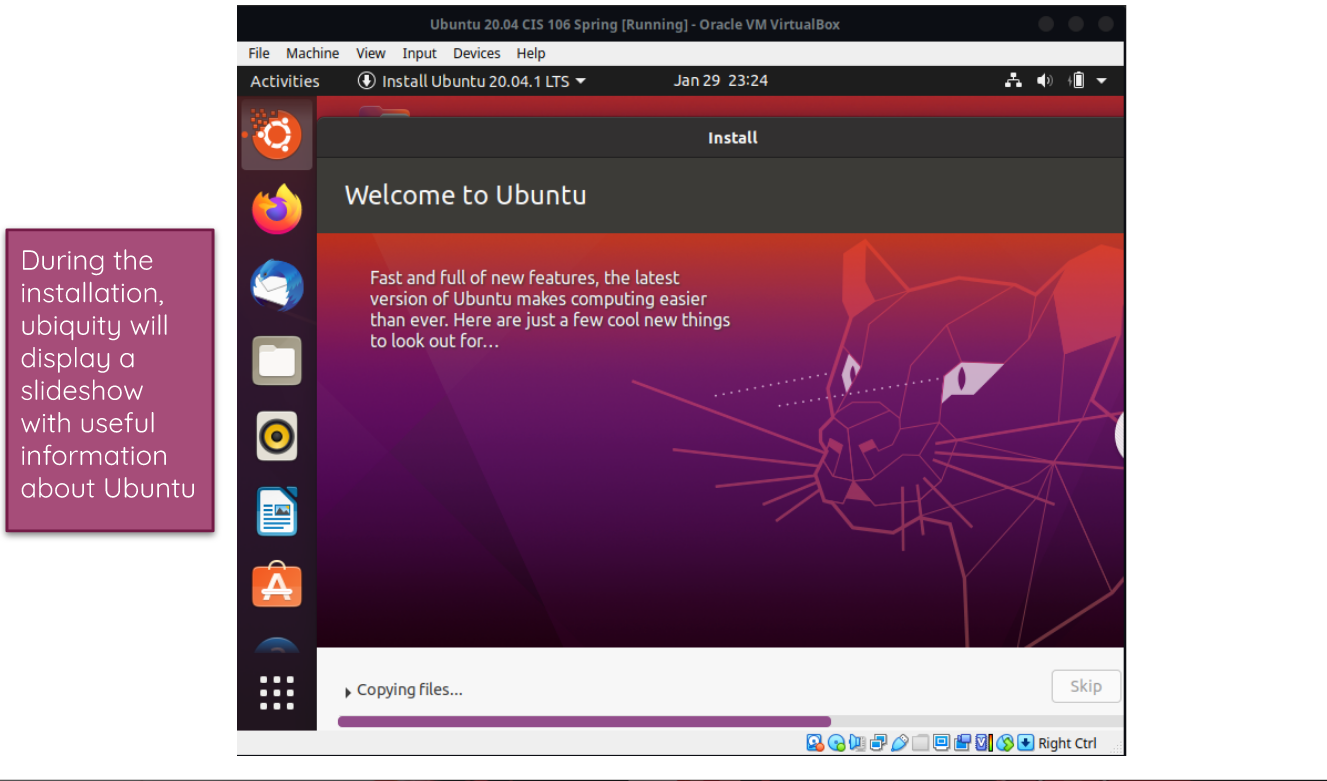 Ubuntu 20.04 CIS 106 Spring [Running] - Oracle VM VirtualBox
File Machine View Input Devices Help
Activities Install Ubuntu 20.04.1 LTS Jan 29 23:24
Install
Welcome to Ubuntu
Fast and full of new features, the latest
version of Ubuntu makes computing easier
than ever. Here are just a few cool new things
to look out for...
During the
installation,
ubiquity will
display a
slideshow
with useful
information
about Ubuntu
Copying files...
Skip
Right Ctrl